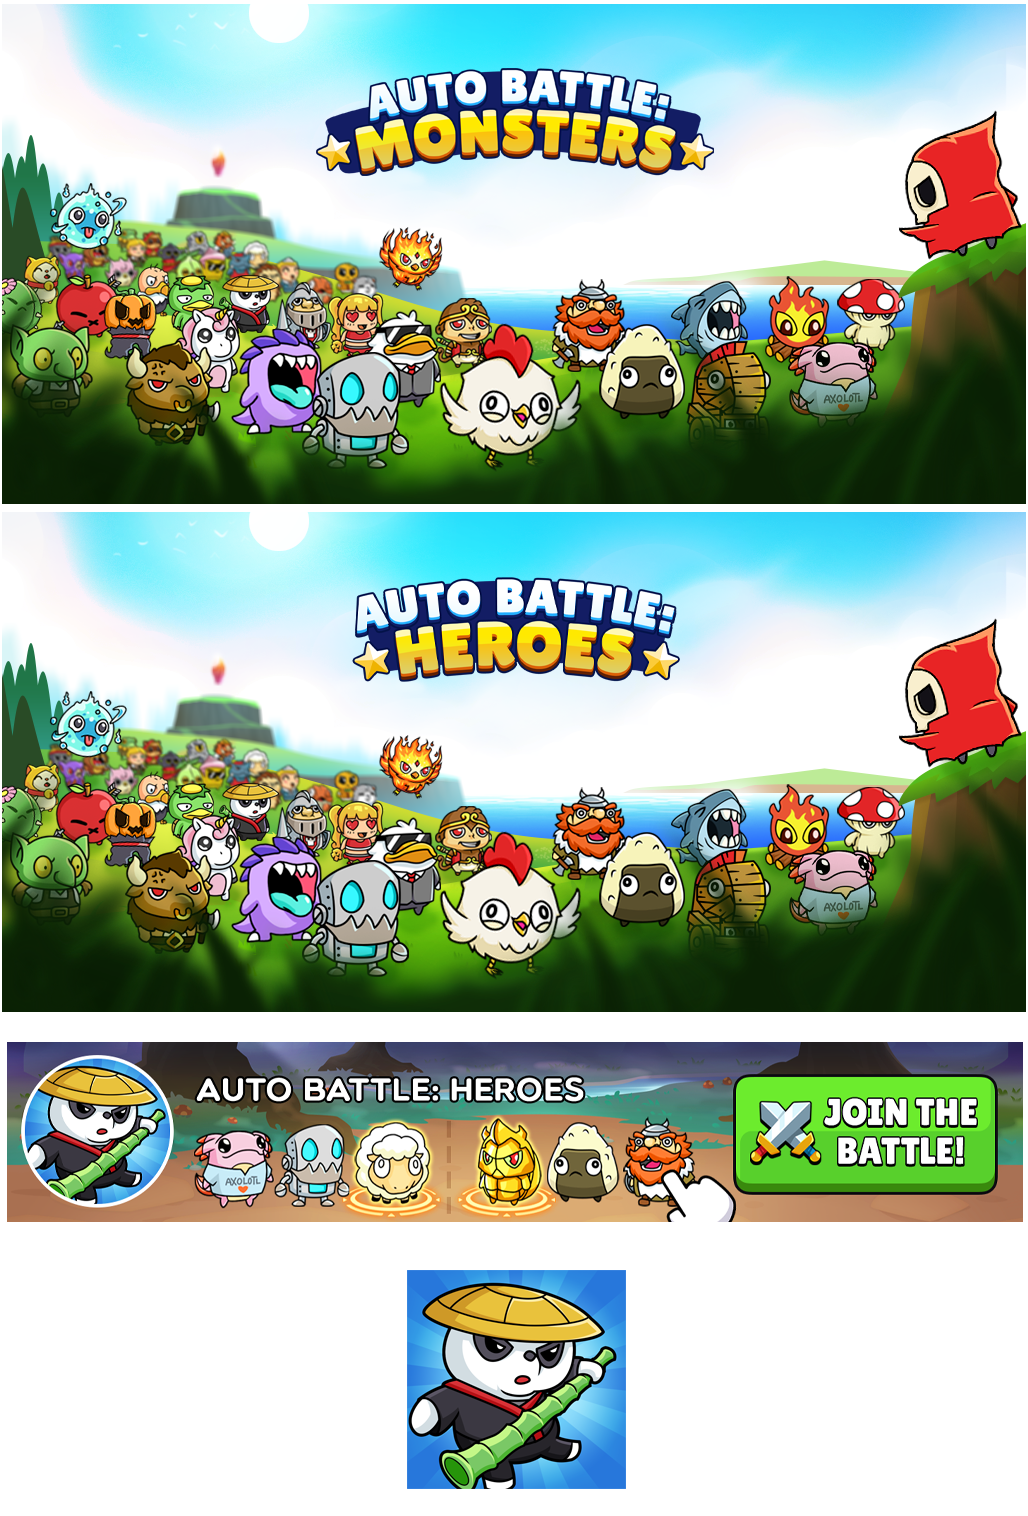 AUTO BATTLE:
MONSTERS
AXOLOTL
AUTO BATTLE:
HEROES
AXOLOTL
AUTO BATTLE: HEROES
AXOLOTL
JOIN THE
BATTLE!